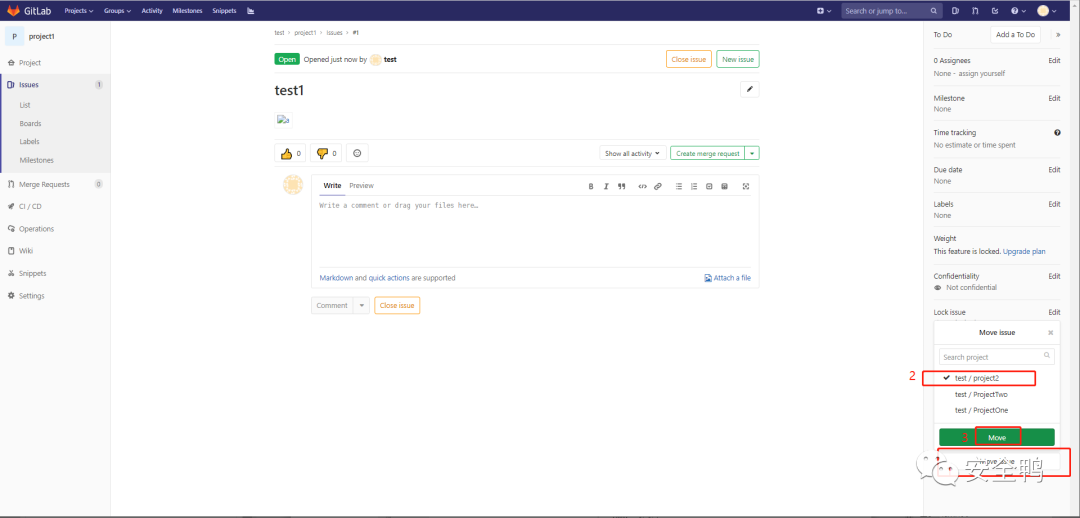 GitLab Projects Groups Activity Milestones Snippets Search or jump to...
P project1
Project
Issues 1
List
Boards
Labels
Milestones
Merge Requests 0
CI / CD
Operations
Wiki
Snippets
Settings
test > project1 > Issues > #1
Open Opened just now by test Close issue New issue
test1
a
0 0 Show all activity Create merge request
Write Preview
Write a comment or drag your files here…
Markdown and quick actions are supported Attach a file
Comment Close issue
To Do Add a To Do »
0 Assignees Edit
None - assign yourself
Milestone Edit
None
Time tracking
No estimate or time spent
Due date Edit
None
Labels Edit
None
Weight
This feature is locked. Upgrade plan
Confidentiality Edit
Not confidential
Lock issue Edit
Move issue
Search project
2 test / project2
test / ProjectTwo
test / ProjectOne
3 Move
安全鸭